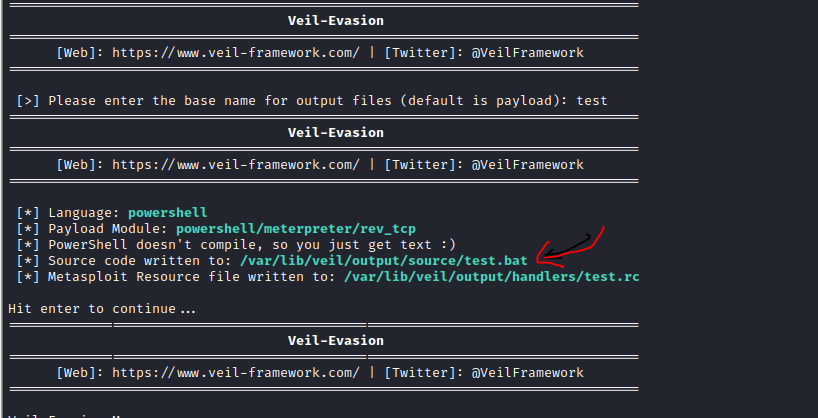 Veil-Evasion
[Web]: https://www.veil-framework.com/ | [Twitter]: @VeilFramework
[>] Please enter the base name for output files (default is payload): test
Veil-Evasion
[Web]: https://www.veil-framework.com/ | [Twitter]: @VeilFramework
[*] Language: powershell
[*] Payload Module: powershell/meterpreter/rev_tcp
[*] PowerShell doesn't compile, so you just get text :)
[*] Source code written to: /var/lib/veil/output/source/test.bat
[*] Metasploit Resource file written to: /var/lib/veil/output/handlers/test.rc
Hit enter to continue...
Veil-Evasion
[Web]: https://www.veil-framework.com/ | [Twitter]: @VeilFramework